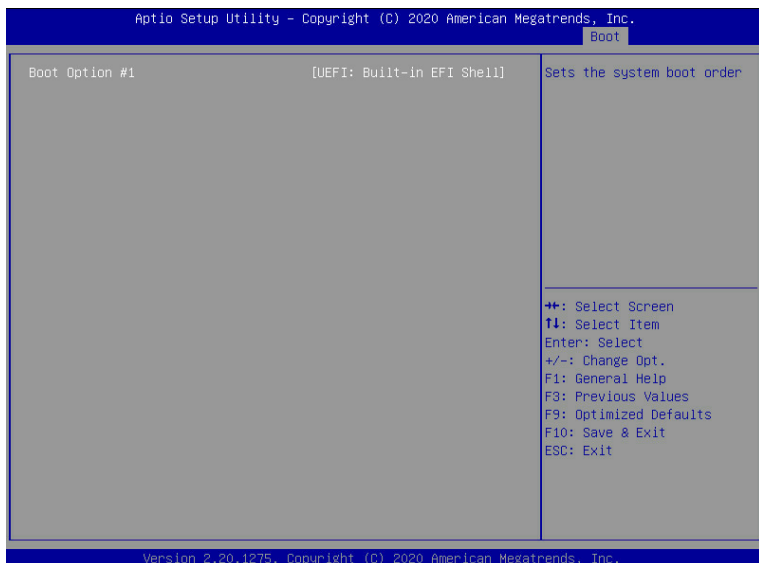 Aptio Setup Utility – Copyright (C) 2020 American Megatrends, Inc.
Boot
Boot Option #1 [UEFI: Built-in EFI Shell]
Sets the system boot order
→←: Select Screen
↑↓: Select Item
Enter: Select
+/-: Change Opt.
F1: General Help
F3: Previous Values
F9: Optimized Defaults
F10: Save & Exit
ESC: Exit
Version 2.20.1275. Copyright (C) 2020 American Megatrends, Inc.